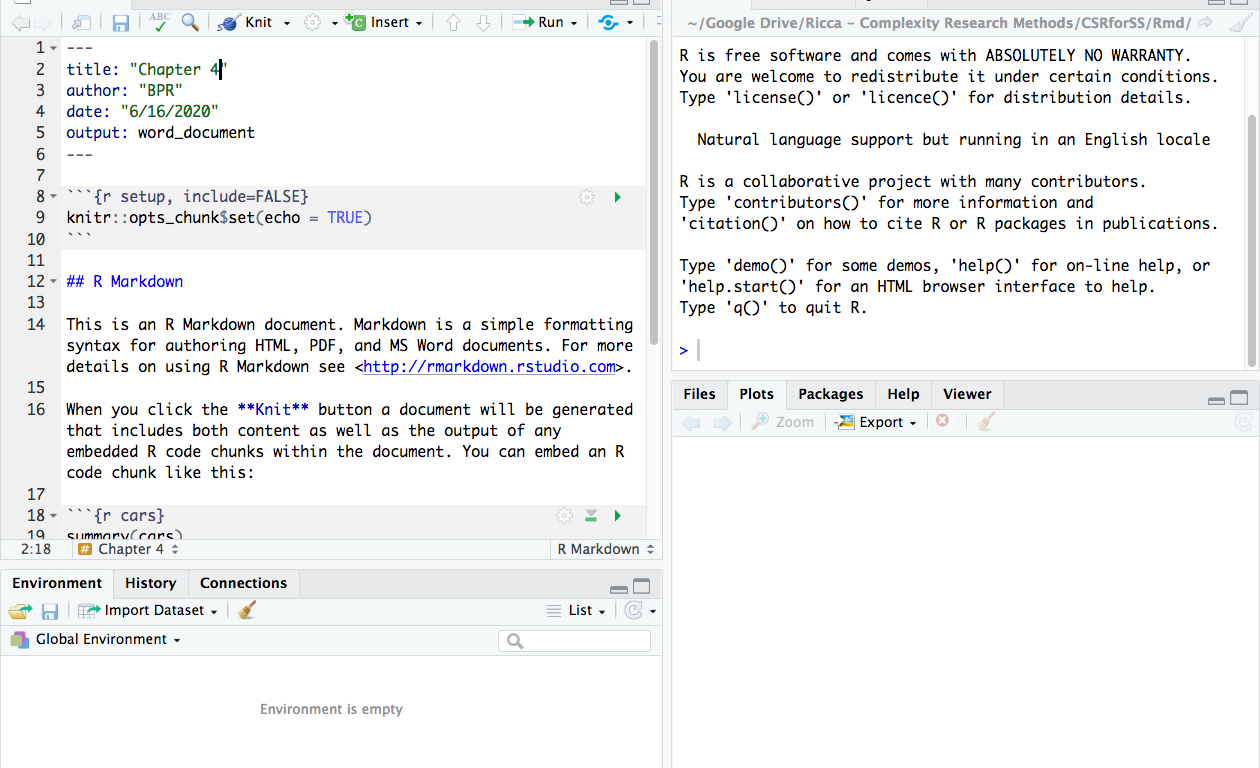 ABC
Knit
Insert
Run
1
---
2
title: "Chapter 4"
3
author: "BPR"
4
date: "6/16/2020"
5
output: word_document
6
---
7
8
```{r setup, include=FALSE}
9
knitr::opts_chunk$set(echo = TRUE)
10
```
11
12
## R Markdown
13
14
This is an R Markdown document. Markdown is a simple formatting
syntax for authoring HTML, PDF, and MS Word documents. For more
details on using R Markdown see <http://rmarkdown.rstudio.com>.
15
16
When you click the **Knit** button a document will be generated
that includes both content as well as the output of any
embedded R code chunks within the document. You can embed an R
code chunk like this:
17
18
```{r cars}
19
summary(cars)
2:18
# Chapter 4
R Markdown
Environment
History
Connections
Import Dataset
List
Global Environment
Environment is empty
~/Google Drive/Ricca - Complexity Research Methods/CSRforSS/Rmd/
R is free software and comes with ABSOLUTELY NO WARRANTY.
You are welcome to redistribute it under certain conditions.
Type 'license()' or 'licence()' for distribution details.
Natural language support but running in an English locale
R is a collaborative project with many contributors.
Type 'contributors()' for more information and
'citation()' on how to cite R or R packages in publications.
Type 'demo()' for some demos, 'help()' for on-line help, or
'help.start()' for an HTML browser interface to help.
Type 'q()' to quit R.
>
Files
Plots
Packages
Help
Viewer
Zoom
Export